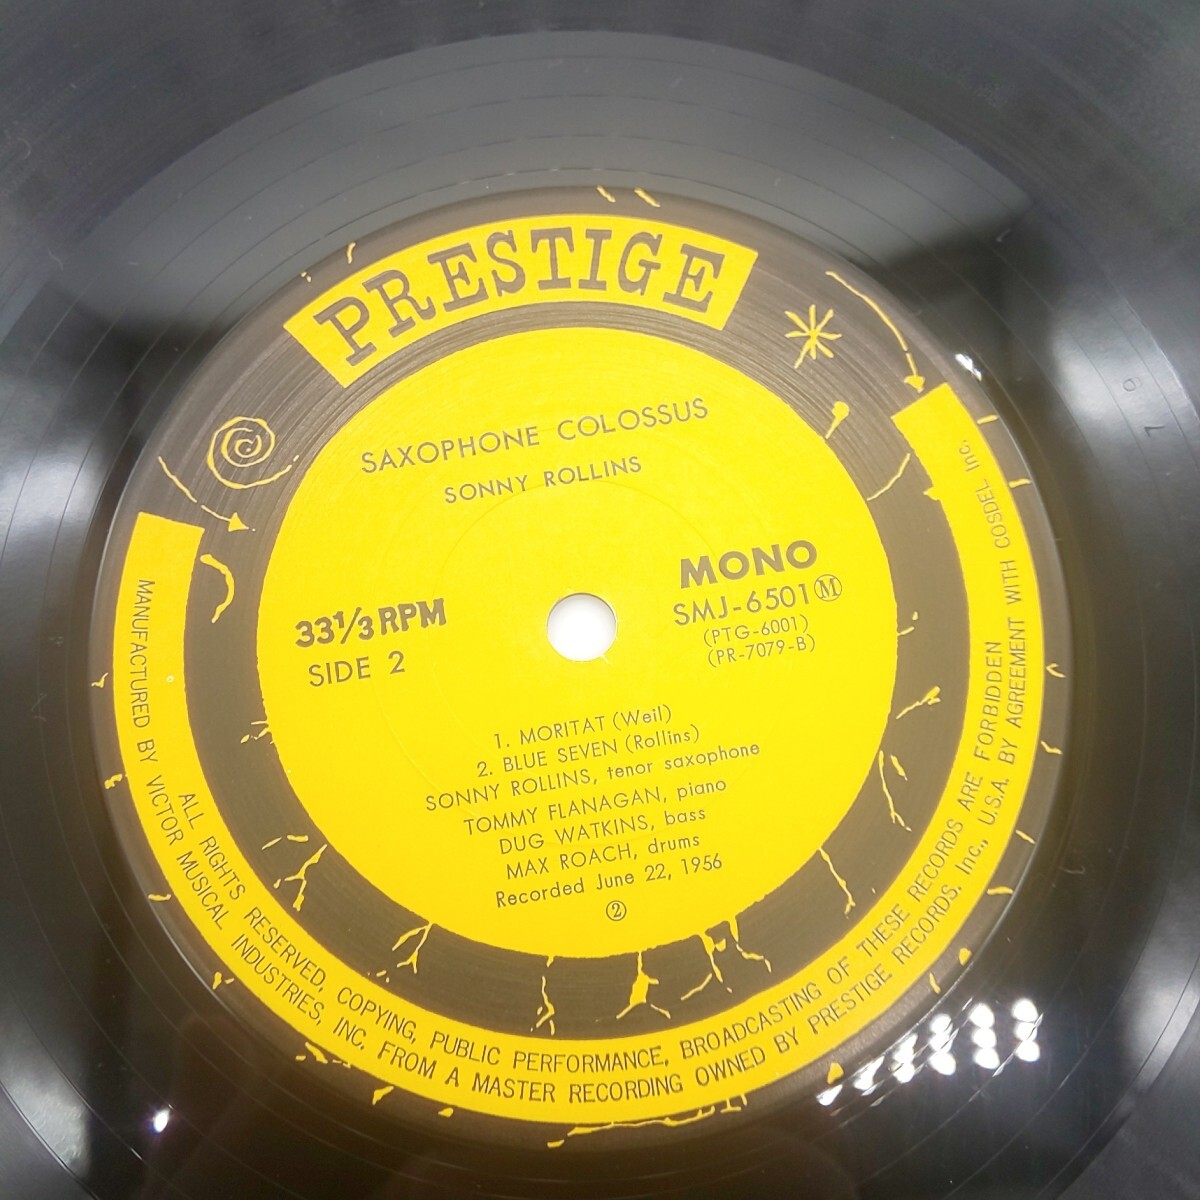 PRESTIGE
SAXOPHONE COLOSSUS
SONNY ROLLINS
33 1/3 RPM
SIDE 2
MONO
SMJ-6501 Ⓜ
(PTG-6001)
(PR-7079-B)
1. MORITAT (Weil)
2. BLUE SEVEN (Rollins)
SONNY ROLLINS, tenor saxophone
TOMMY FLANAGAN, piano
DUG WATKINS, bass
MAX ROACH, drums
Recorded June 22, 1956
②
ALL RIGHTS RESERVED, COPYING, PUBLIC PERFORMANCE, BROADCASTING OF THESE RECORDS ARE FORBIDDEN
MANUFACTURED BY VICTOR MUSICAL INDUSTRIES, INC. FROM A MASTER RECORDING OWNED BY PRESTIGE RECORDS, Inc., U.S.A. BY AGREEMENT WITH COSDEL Inc.